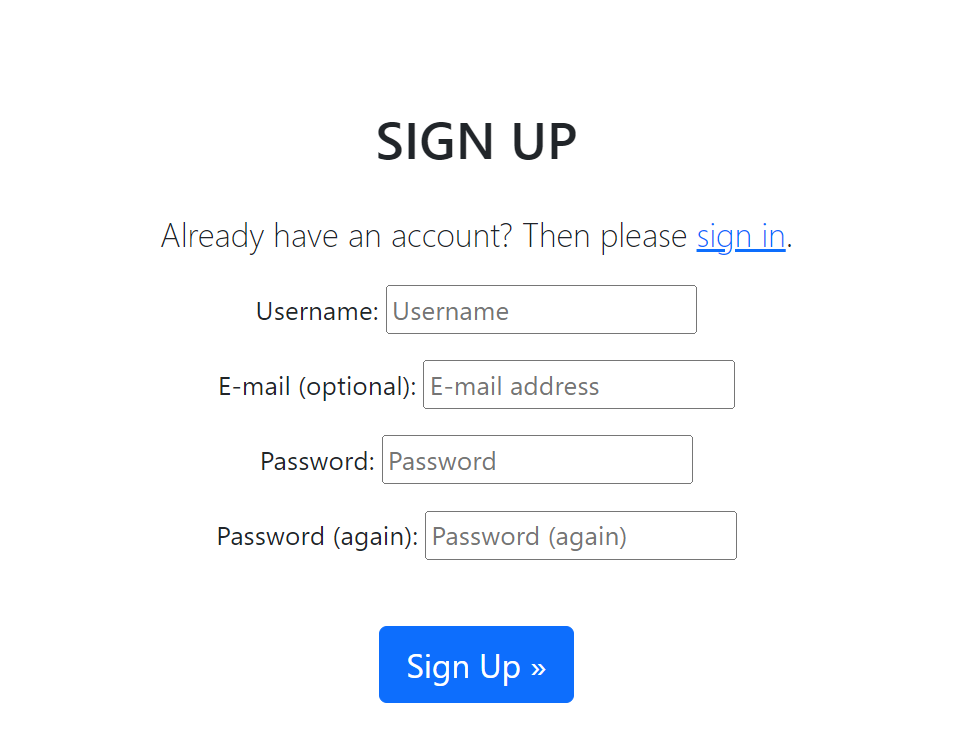 SIGN UP
Already have an account? Then please sign in.
Username: Username
E-mail (optional): E-mail address
Password: Password
Password (again): Password (again)
Sign Up »